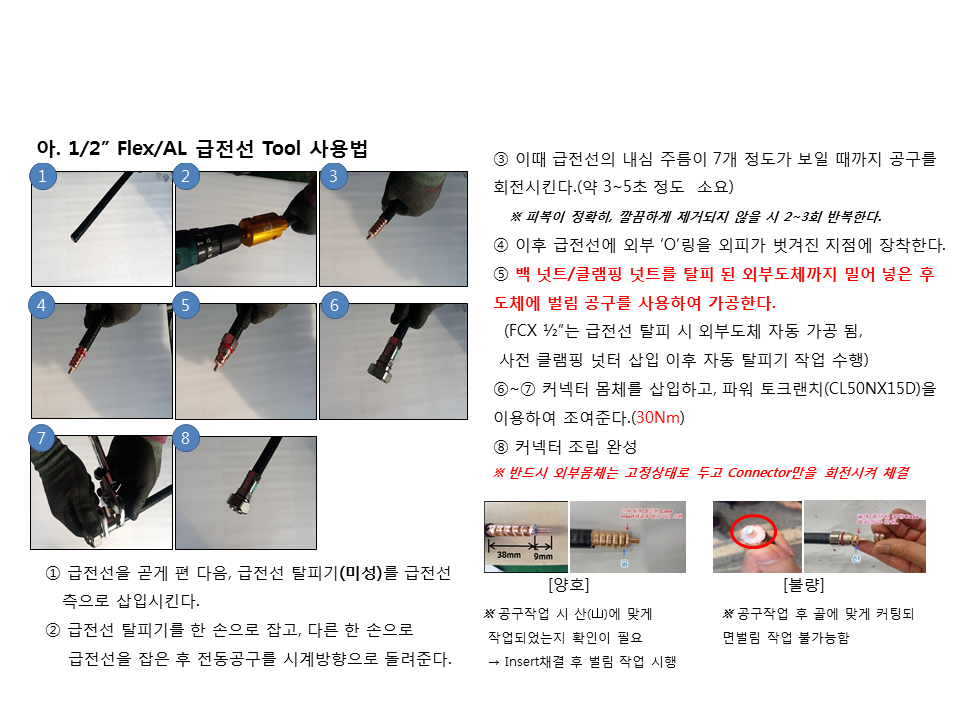 아. 1/2″ Flex/AL 급전선 Tool 사용법
1
2
3
4
5
6
7
8
① 급전선을 곧게 편 다음, 급전선 탈피기(미성)를 급전선
측으로 삽입시킨다.
② 급전선 탈피기를 한 손으로 잡고, 다른 한 손으로
급전선을 잡은 후 전동공구를 시계방향으로 돌려준다.
③ 이때 급전선의 내심 주름이 7개 정도가 보일 때까지 공구를
회전시킨다.(약 3~5초 정도 소요)
※ 피복이 정확히, 깔끔하게 제거되지 않을 시 2~3회 반복한다.
④ 이후 급전선에 외부 ‘O’링을 외피가 벗겨진 지점에 장착한다.
⑤ 백 넛트/클램핑 넛트를 탈피 된 외부도체까지 밀어 넣은 후
도체에 벌림 공구를 사용하여 가공한다.
(FCX ½″는 급전선 탈피 시 외부도체 자동 가공 됨,
사전 클램핑 넛터 삽입 이후 자동 탈피기 작업 수행)
⑥~⑦ 커넥터 몸체를 삽입하고, 파워 토크랜치(CL50NX15D)을
이용하여 조여준다.(30Nm)
⑧ 커넥터 조립 완성
※ 반드시 외부몸체는 고정상태로 두고 Connector만을 회전시켜 체결
38mm
9mm
골
산
[양호]
[불량]
※ 공구작업 시 산(山)에 맞게
작업되었는지 확인이 필요
→ Insert채결 후 벌림 작업 시행
※ 공구작업 후 골에 맞게 커팅되
면벌림 작업 불가능함